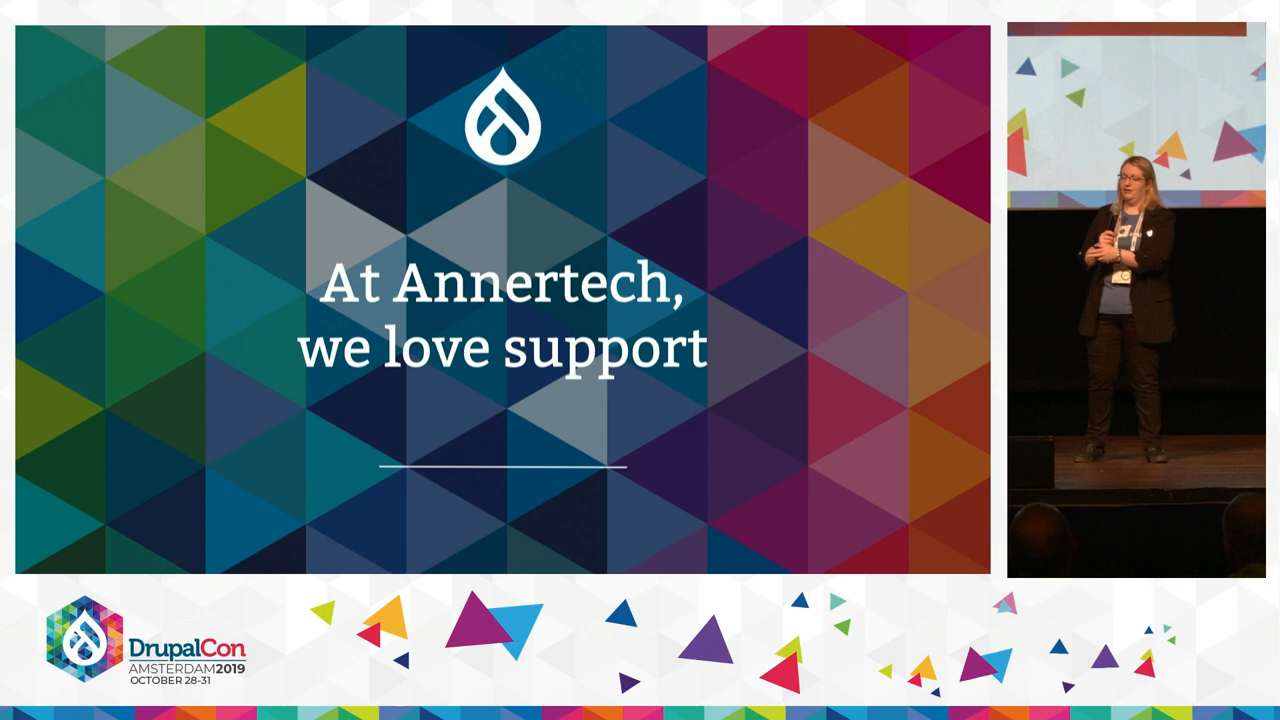 At Annertech,
we love support
DrupalCon
AMSTERDAM2019
OCTOBER 28-31